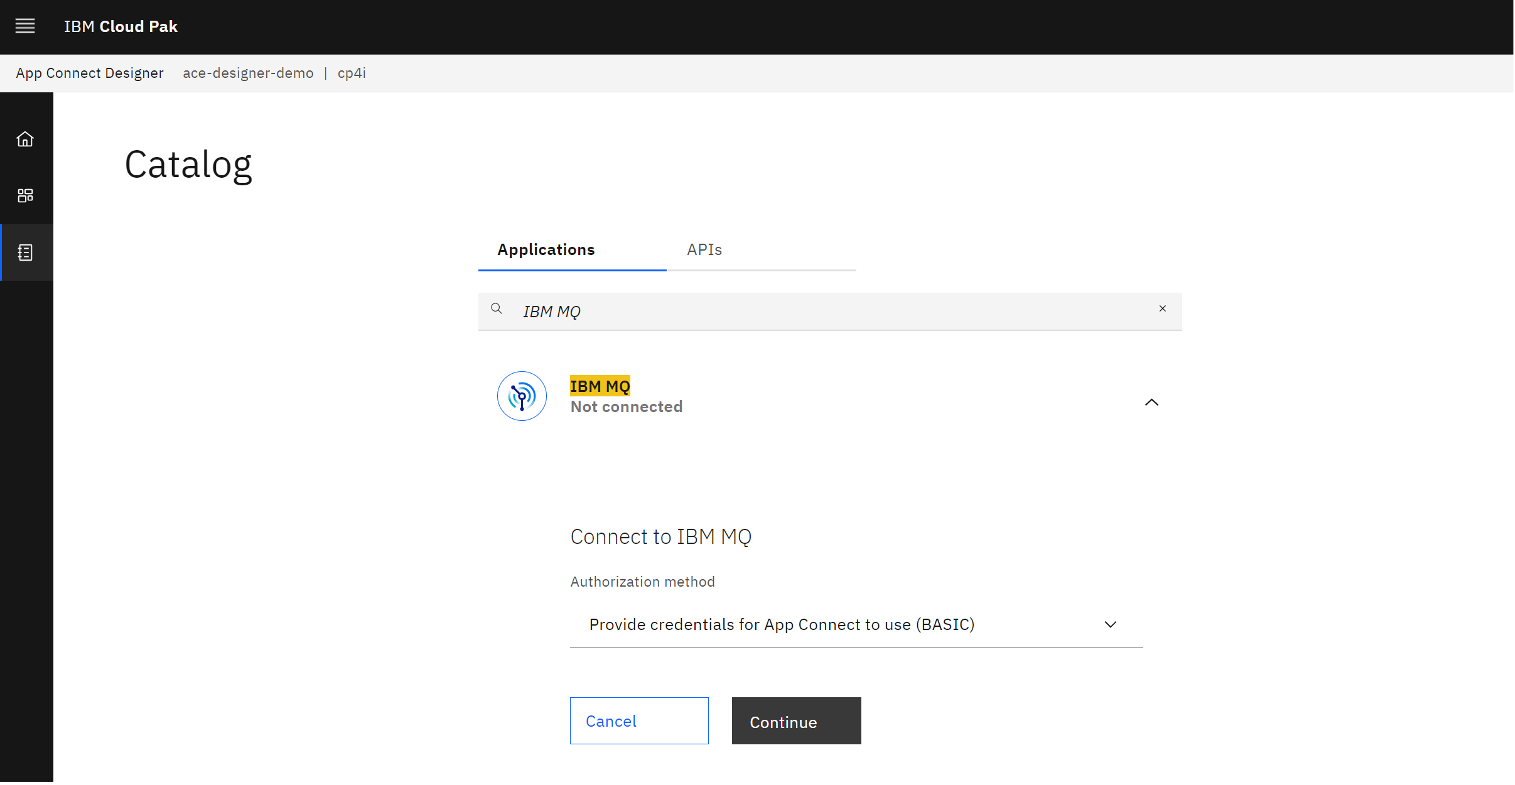 IBM Cloud Pak
App Connect Designer ace-designer-demo | cp4i
Catalog
Applications APIs
IBM MQ
IBM MQ
Not connected
Connect to IBM MQ
Authorization method
Provide credentials for App Connect to use (BASIC)
Cancel Continue